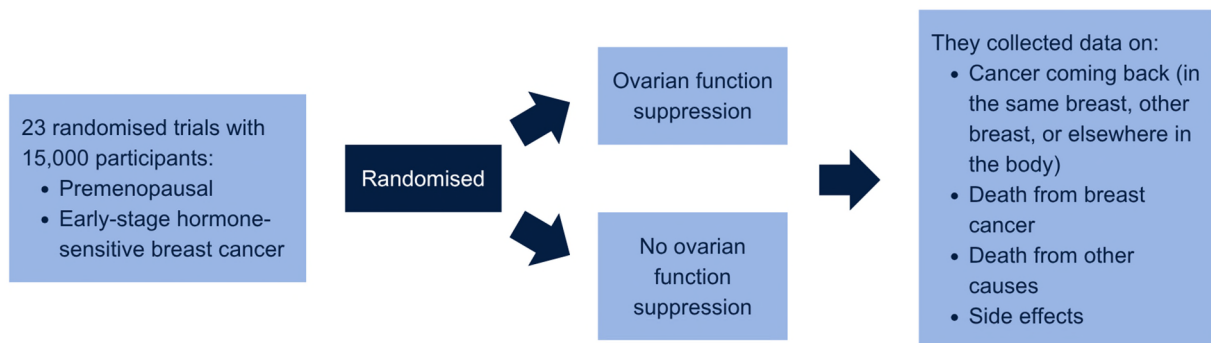 23 randomised trials with
15,000 participants:
• Premenopausal
• Early-stage hormone-
sensitive breast cancer
Randomised
Ovarian function
suppression
No ovarian
function
suppression
They collected data on:
• Cancer coming back (in
the same breast, other
breast, or elsewhere in
the body)
• Death from breast
cancer
• Death from other
causes
• Side effects